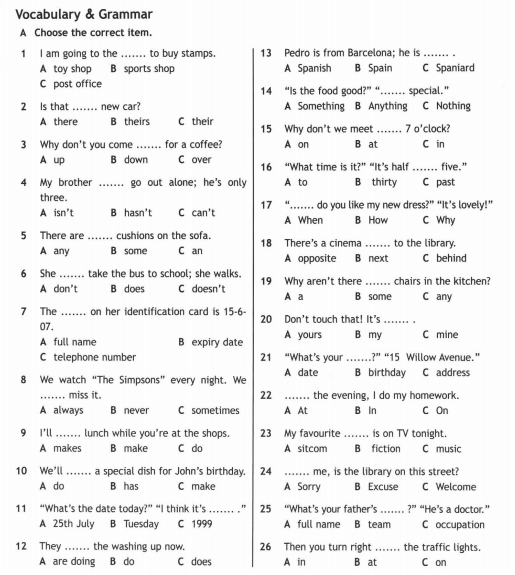 Vocabulary & Grammar
A Choose the correct item.
1 I am going to the ....... to buy stamps.
A toy shop B sports shop
C post office
2 Is that ....... new car?
A there B theirs C their
3 Why don't you come ....... for a coffee?
A up B down C over
4 My brother ....... go out alone; he's only
three.
A isn't B hasn't C can't
5 There are ....... cushions on the sofa.
A any B some C an
6 She ....... take the bus to school; she walks.
A don't B does C doesn't
7 The ....... on her identification card is 15-6-
07.
A full name B expiry date
C telephone number
8 We watch "The Simpsons" every night. We
....... miss it.
A always B never C sometimes
9 I'll ....... lunch while you're at the shops.
A makes B make C do
10 We'll ....... a special dish for John's birthday.
A do B has C make
11 "What's the date today?" "I think it's ....... ."
A 25th July B Tuesday C 1999
12 They ....... the washing up now.
A are doing B do C does
13 Pedro is from Barcelona; he is ....... .
A Spanish B Spain C Spaniard
14 "Is the food good?" "....... special."
A Something B Anything C Nothing
15 Why don't we meet ....... 7 o'clock?
A on B at C in
16 "What time is it?" "It's half ....... five."
A to B thirty C past
17 "....... do you like my new dress?" "It's lovely!"
A When B How C Why
18 There's a cinema ....... to the library.
A opposite B next C behind
19 Why aren't there ....... chairs in the kitchen?
A a B some C any
20 Don't touch that! It's ....... .
A yours B my C mine
21 "What's your .......?" "15 Willow Avenue."
A date B birthday C address
22 ....... the evening, I do my homework.
A At B In C On
23 My favourite ....... is on TV tonight.
A sitcom B fiction C music
24 ....... me, is the library on this street?
A Sorry B Excuse C Welcome
25 "What's your father's ....... ?" "He's a doctor."
A full name B team C occupation
26 Then you turn right ....... the traffic lights.
A in B at C on